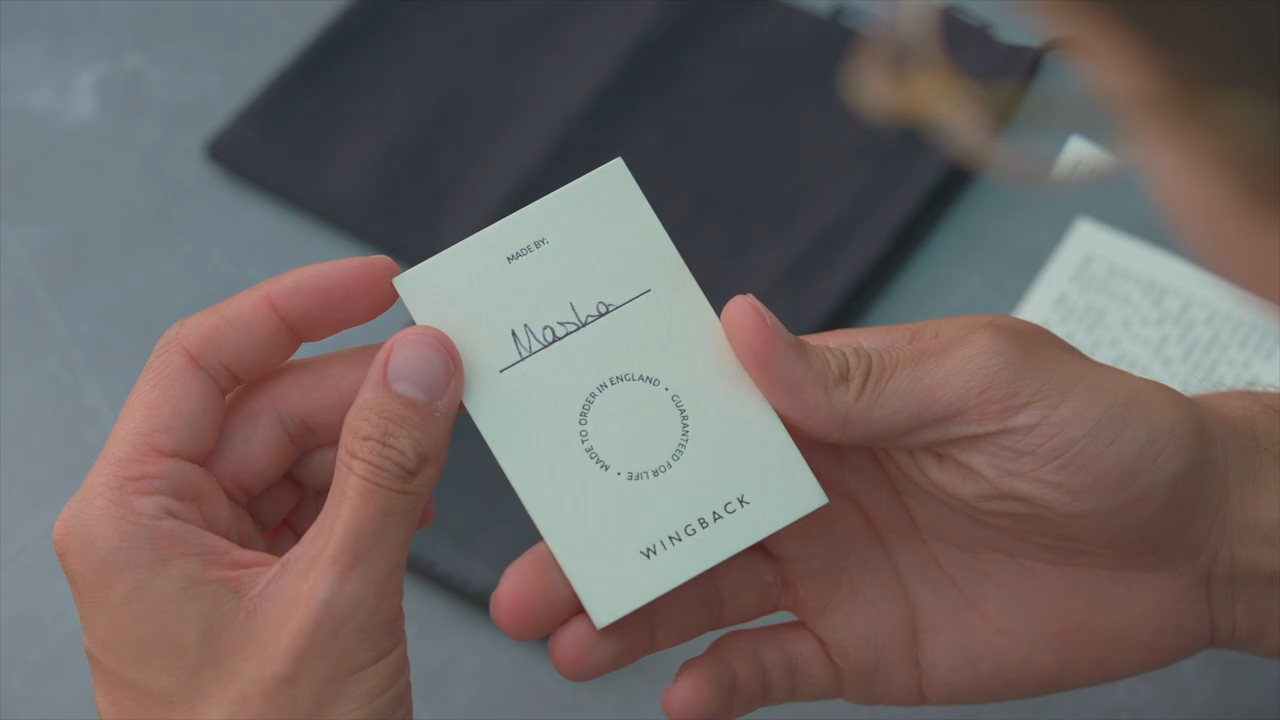 MADE BY:
Masha
MADE TO ORDER IN ENGLAND • GUARANTEED FOR LIFE •
WINGBACK